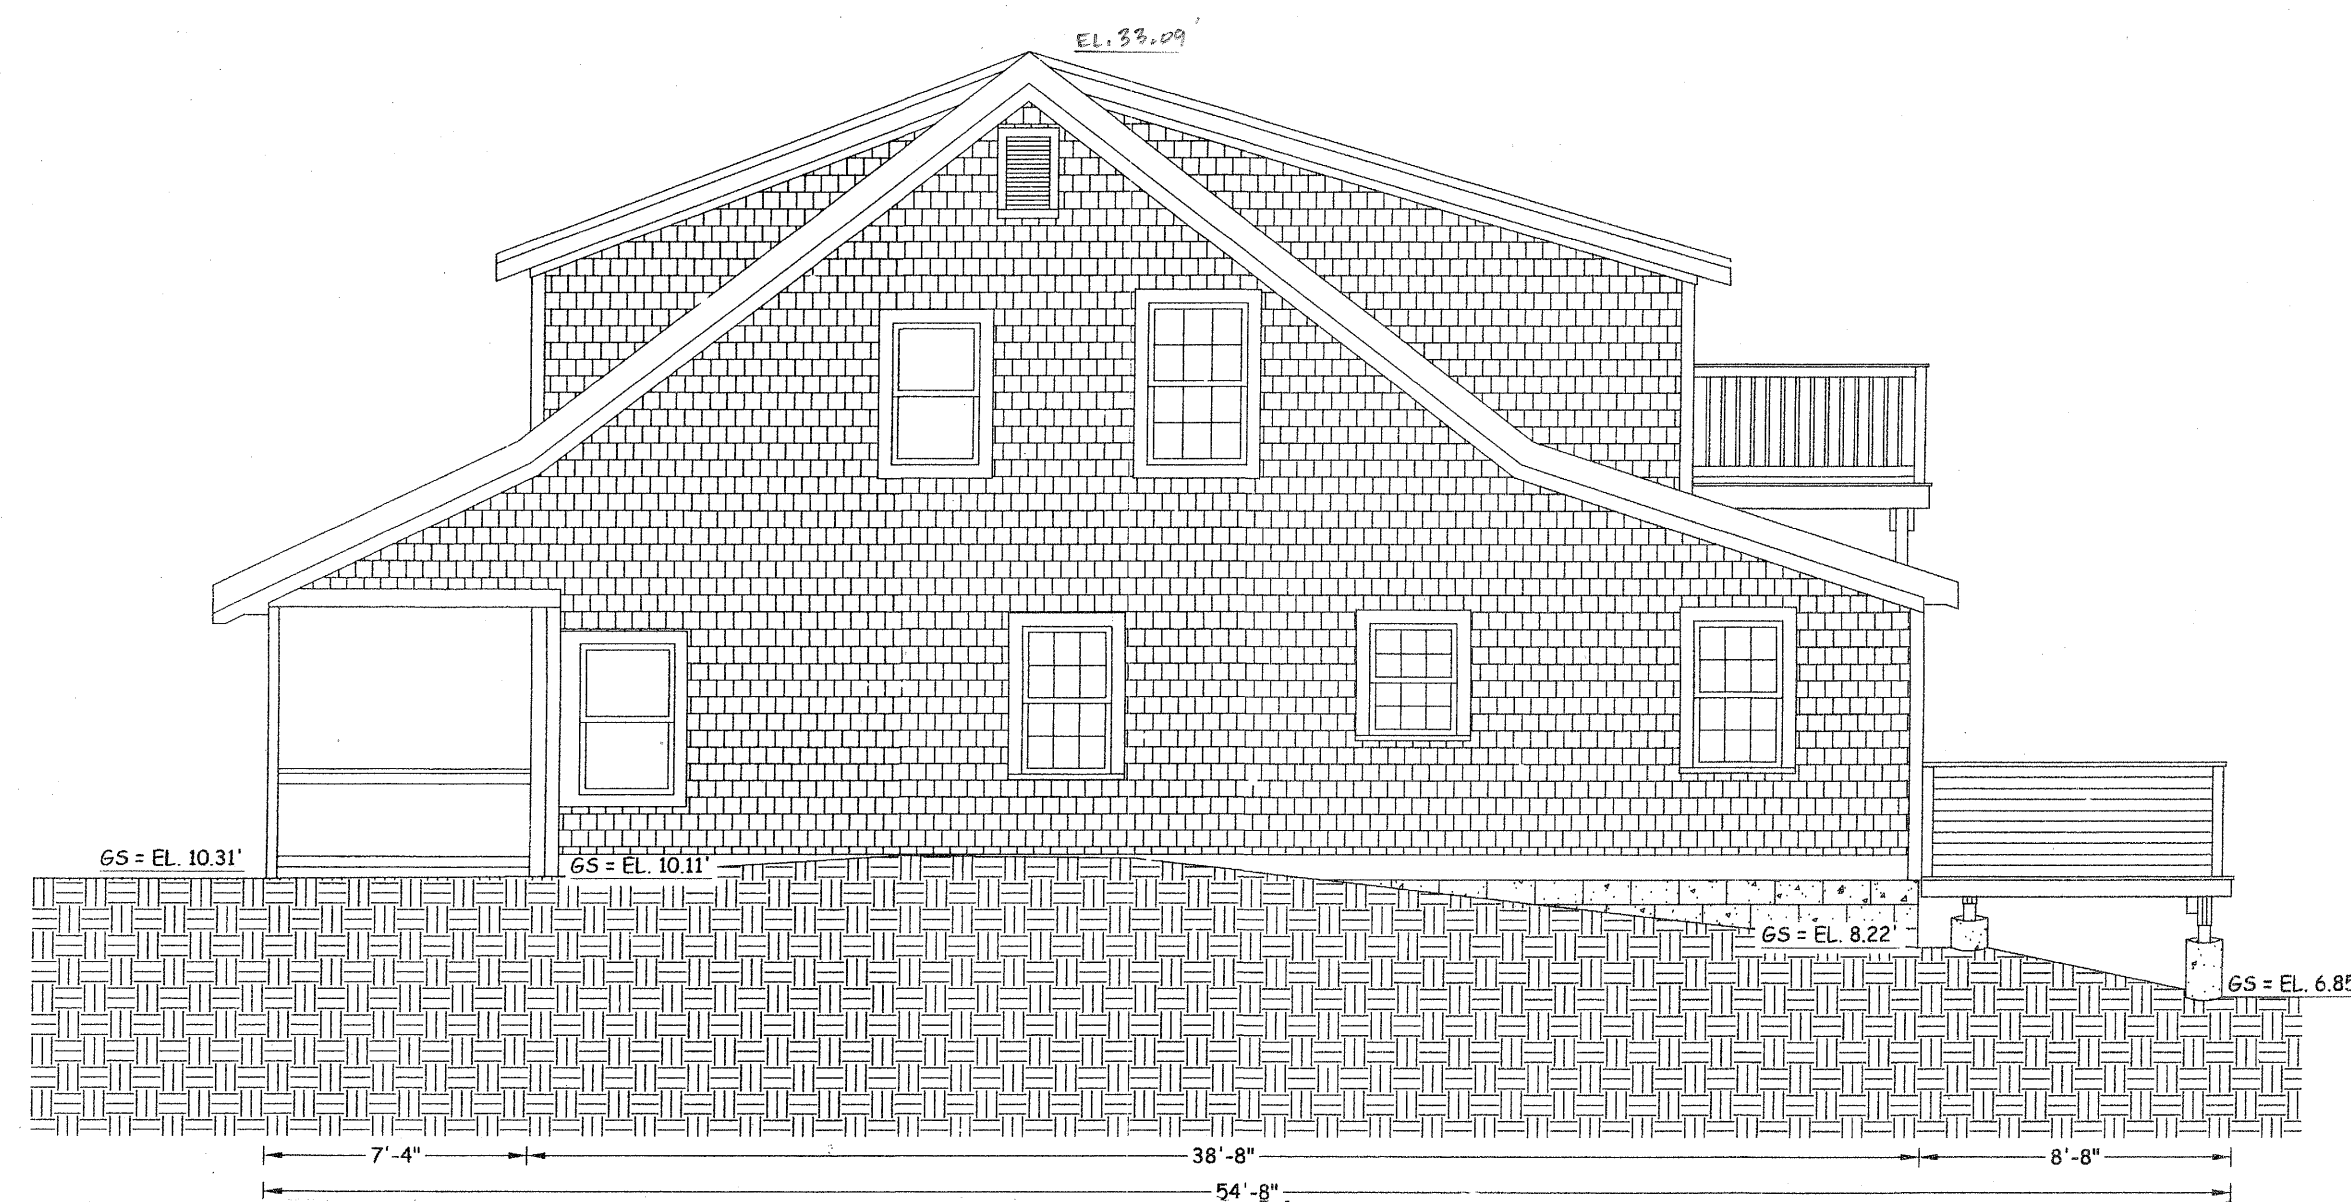 EL. 33.09'
GS = EL. 10.31'
GS = EL. 10.11'
GS = EL. 8.22'
GS = EL. 6.85
7'-4"
38'-8"
8'-8"
54'-8"